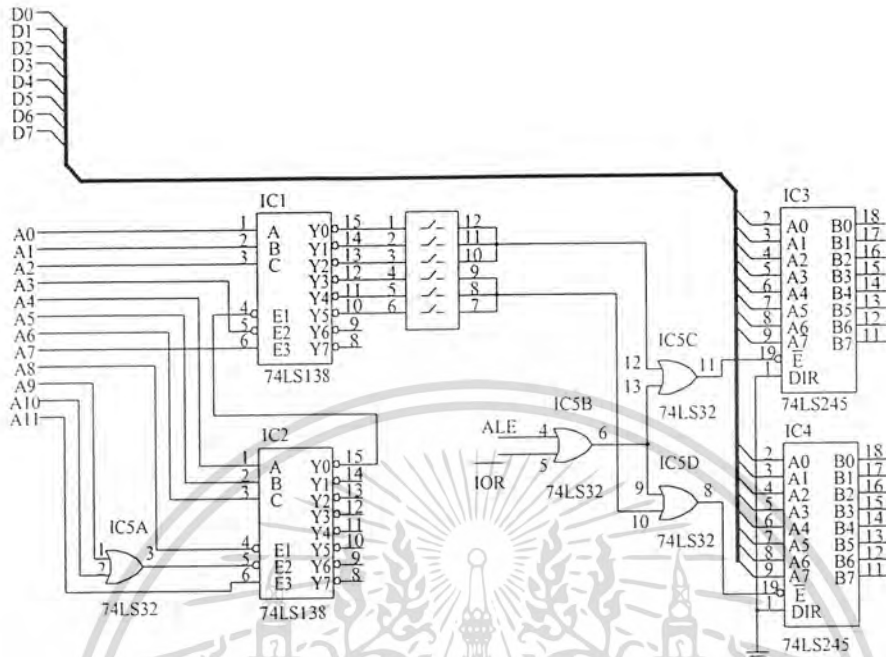 D0
D1
D2
D3
D4
D5
D6
D7
IC1
A0
A1
A2
A3
A4
A5
A6
A7
A8
A9
A10
A11
1 A Y0 15
2 B Y1 14
3 C Y2 13
Y3 12
4 E1 Y4 11
5 E2 Y5 10
6 E3 Y6 9
Y7 8
74LS138
1 12
2 11
3 10
4 9
5 8
6 7
IC2
1 A Y0 15
2 B Y1 14
3 C Y2 13
Y3 12
Y4 11
4 E1 Y5 10
5 E2 Y6 9
6 E3 Y7 8
74LS138
IC5A
1
2
3
74LS32
IC5B
ALE 4
IOR 5
6
74LS32
IC5C
12
13
11
74LS32
IC5D
9
10
8
74LS32
IC3
2 A0 B0 18
3 A1 B1 17
4 A2 B2 16
5 A3 B3 15
6 A4 B4 14
7 A5 B5 13
8 A6 B6 12
9 A7 B7 11
19 E
1 DIR
74LS245
IC4
2 A0 B0 18
3 A1 B1 17
4 A2 B2 16
5 A3 B3 15
6 A4 B4 14
7 A5 B5 13
8 A6 B6 12
9 A7 B7 11
19 E
1 DIR
74LS245